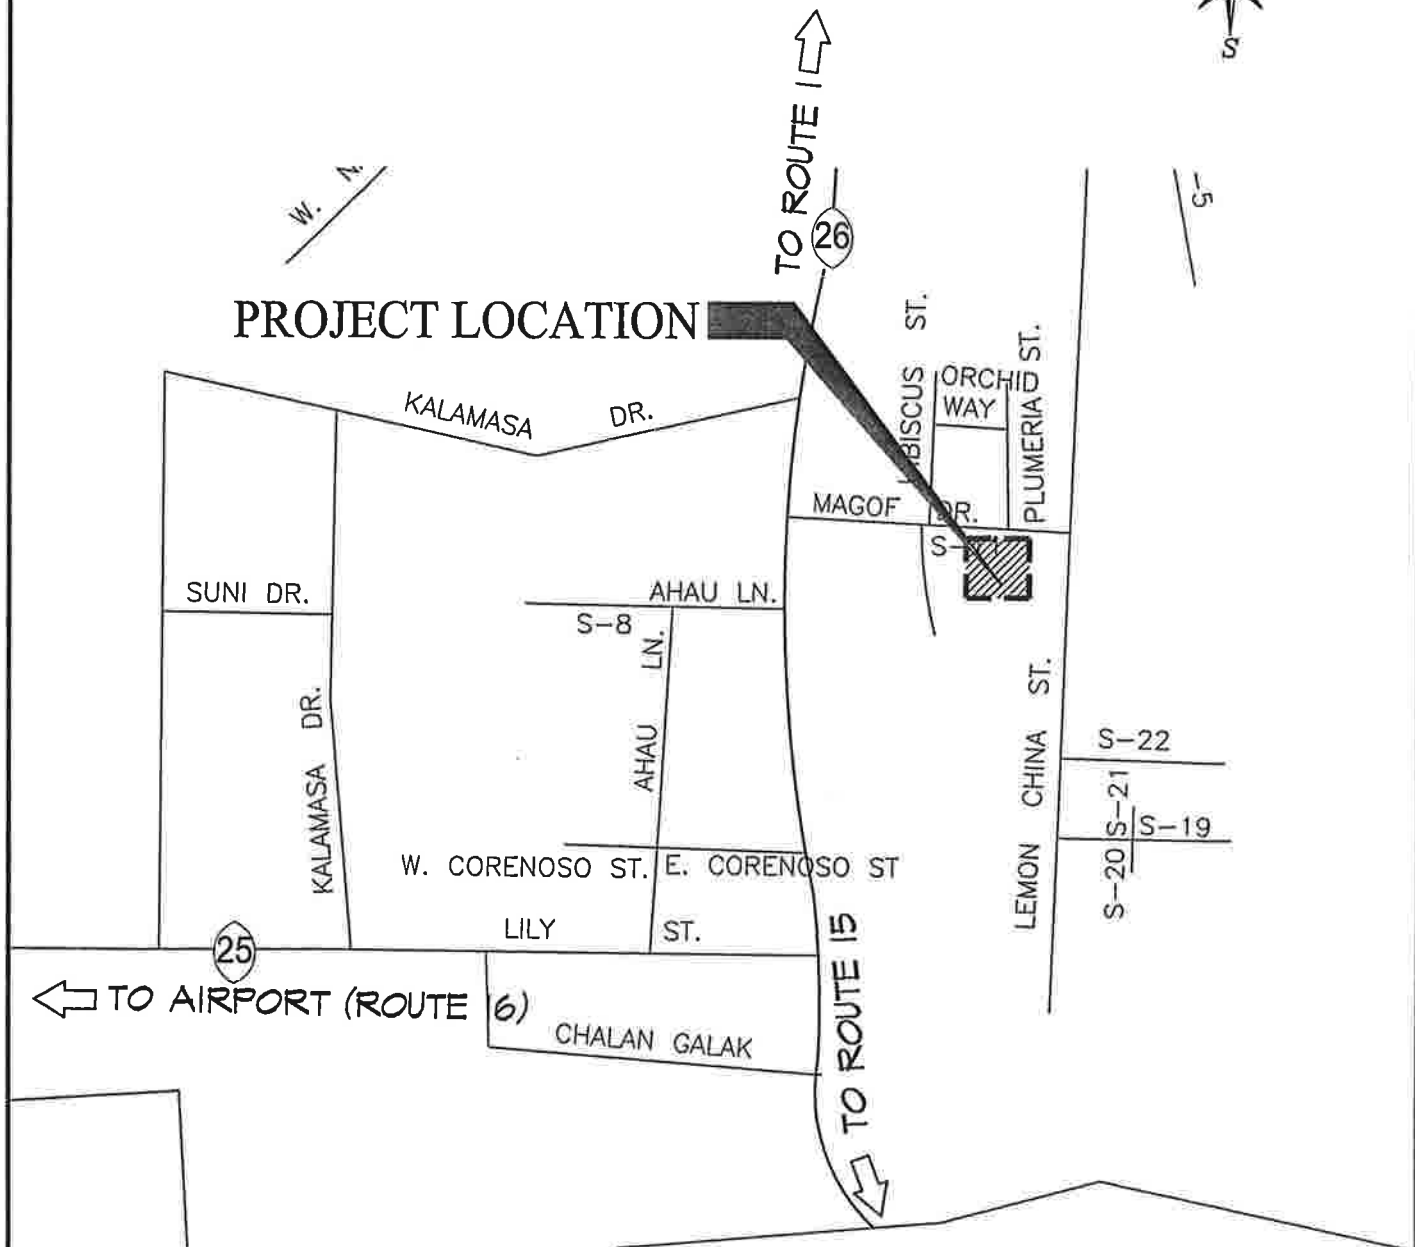 S
TO ROUTE 1
W. N.
26
-5
PROJECT LOCATION
ST.
ORCHID
WAY
PLUMERIA ST.
KALAMASA DR.
MAGOF DR.
SUNI DR.
AHAU LN.
S-8
AHAU LN.
KALAMASA DR.
LEMON CHINA ST.
S-22
S-21
S-19
S-20
W. CORENOSO ST. E. CORENOSO ST
LILY ST.
25
TO AIRPORT (ROUTE 16)
CHALAN GALAK
TO ROUTE 15